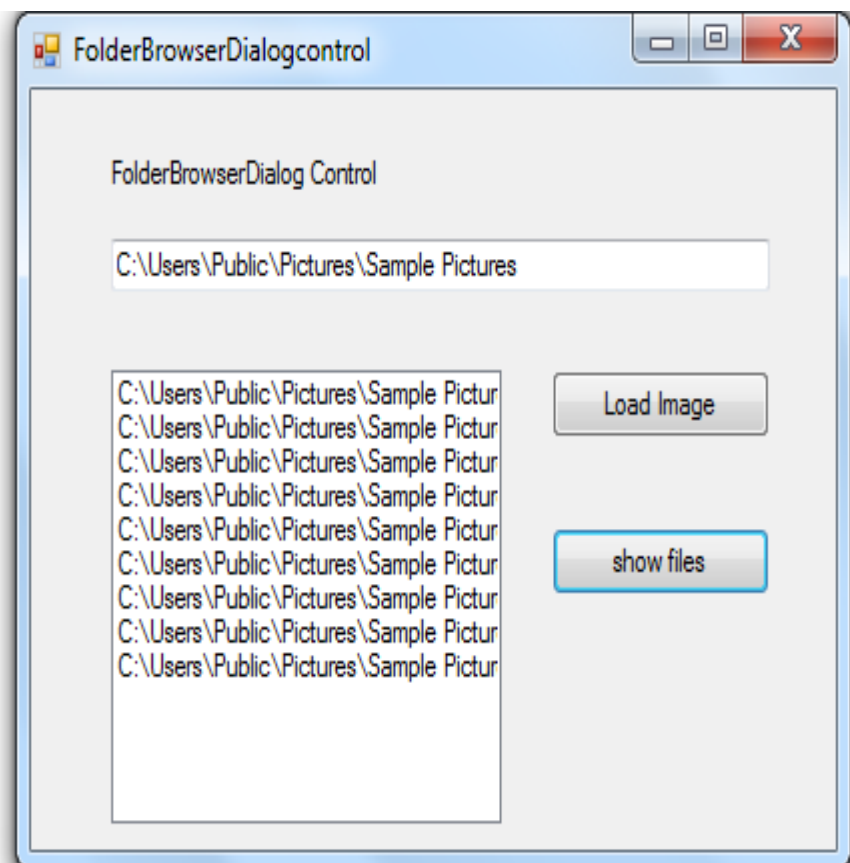 FolderBrowserDialogcontrol
FolderBrowserDialog Control
C:\Users\Public\Pictures\Sample Pictures
C:\Users\Public\Pictures\Sample Pictur
C:\Users\Public\Pictures\Sample Pictur
C:\Users\Public\Pictures\Sample Pictur
C:\Users\Public\Pictures\Sample Pictur
C:\Users\Public\Pictures\Sample Pictur
C:\Users\Public\Pictures\Sample Pictur
C:\Users\Public\Pictures\Sample Pictur
C:\Users\Public\Pictures\Sample Pictur
C:\Users\Public\Pictures\Sample Pictur
Load Image
show files